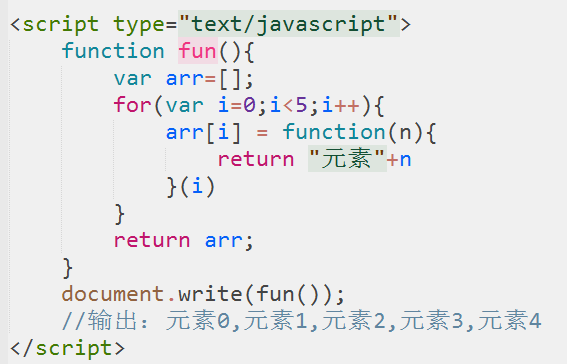 <script type="text/javascript">
    function fun(){
        var arr=[];
        for(var i=0;i<5;i++){
            arr[i] = function(n){
                return "元素"+n
            }(i)
        }
        return arr;
    }
    document.write(fun());
    //输出：元素0,元素1,元素2,元素3,元素4
</script>